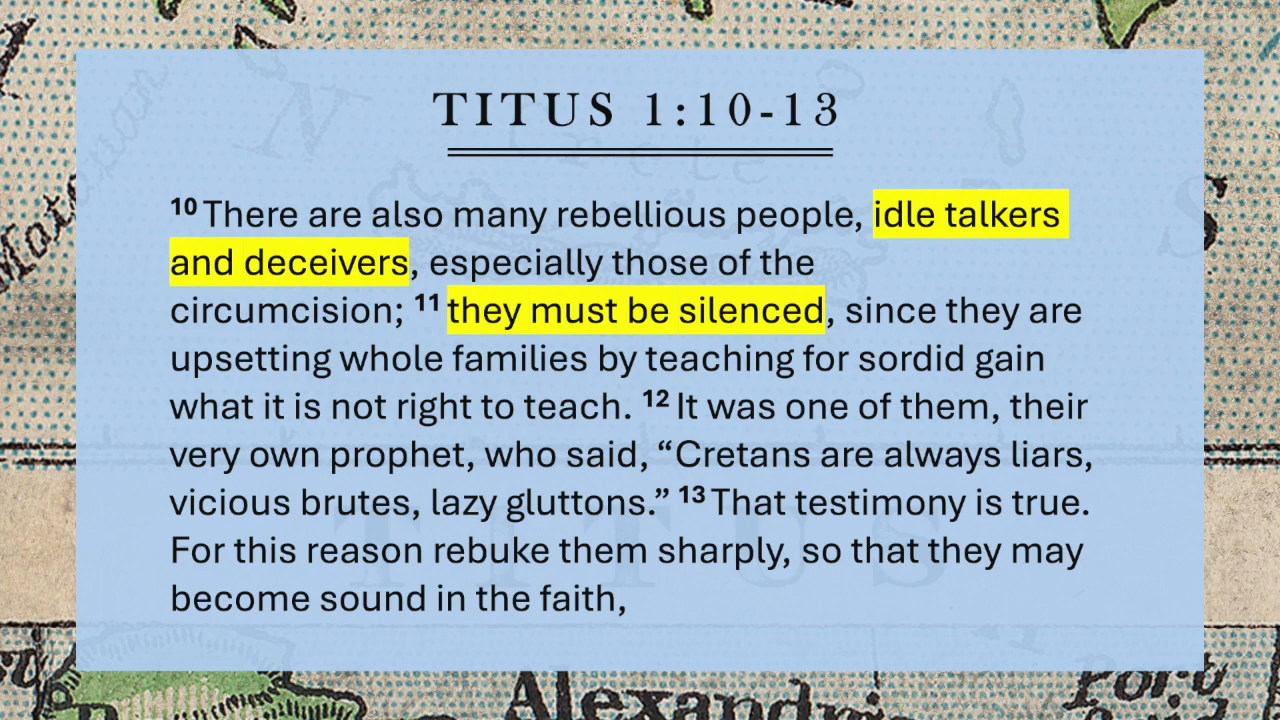 TITUS 1:10-13
10 There are also many rebellious people, idle talkers
and deceivers, especially those of the
circumcision; 11 they must be silenced, since they are
upsetting whole families by teaching for sordid gain
what it is not right to teach. 12 It was one of them, their
very own prophet, who said, “Cretans are always liars,
vicious brutes, lazy gluttons.” 13 That testimony is true.
For this reason rebuke them sharply, so that they may
become sound in the faith,
TITUS
Alexandri